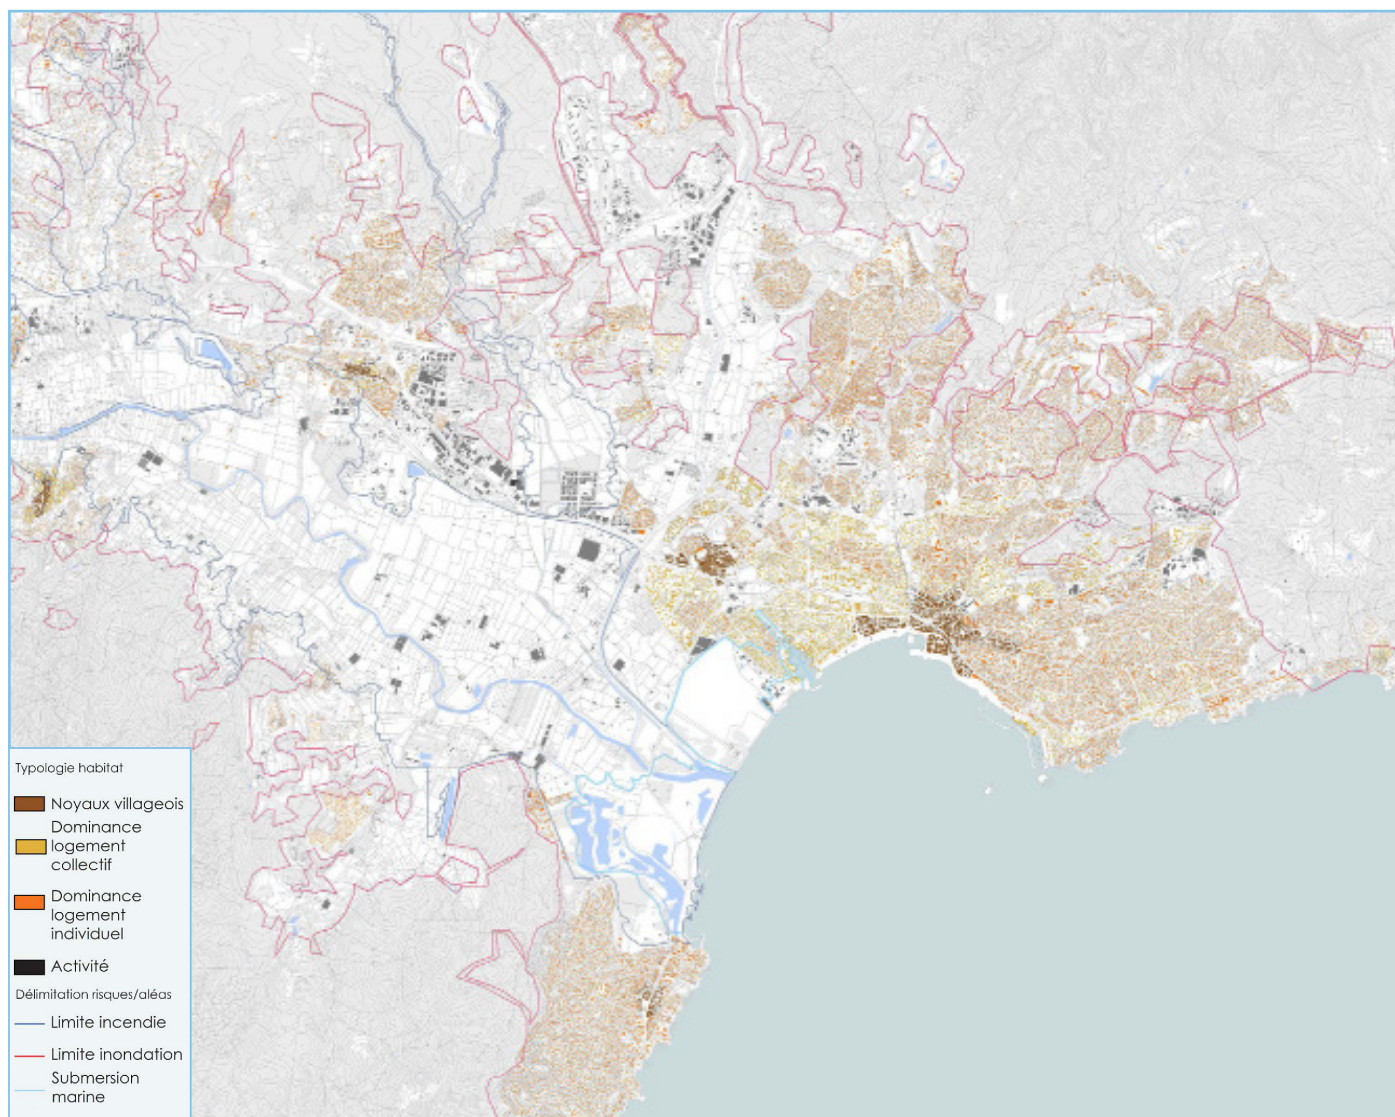 Typologie habitat
Noyaux villageois
Dominance
logement
collectif
Dominance
logement
individuel
Activité
Délimitation risques/aléas
Limite incendie
Limite inondation
Submersion
marine